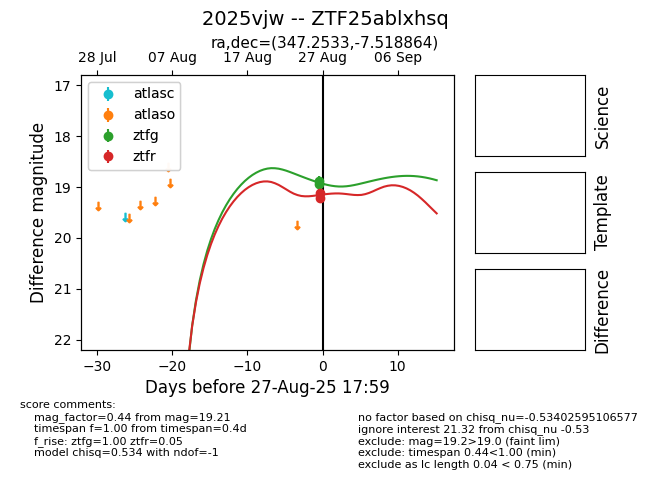 2025vjw -- ZTF25ablxhsq
ra,dec=(347.2533,-7.518864)
28 Jul 07 Aug 17 Aug 27 Aug 06 Sep
17
18
19
20
21
22
Difference magnitude
atlasc
atlaso
ztfg
ztfr
−30 −20 −10 0 10
Days before 27-Aug-25 17:59
Science
Template
Difference
score comments:
mag_factor=0.44 from mag=19.21
timespan f=1.00 from timespan=0.4d
f_rise: ztfg=1.00 ztfr=0.05
model chisq=0.534 with ndof=-1
no factor based on chisq_nu=-0.53402595106577
ignore interest 21.32 from chisq_nu -0.53
exclude: mag=19.2>19.0 (faint lim)
exclude: timespan 0.44<1.00 (min)
exclude as lc length 0.04 < 0.75 (min)